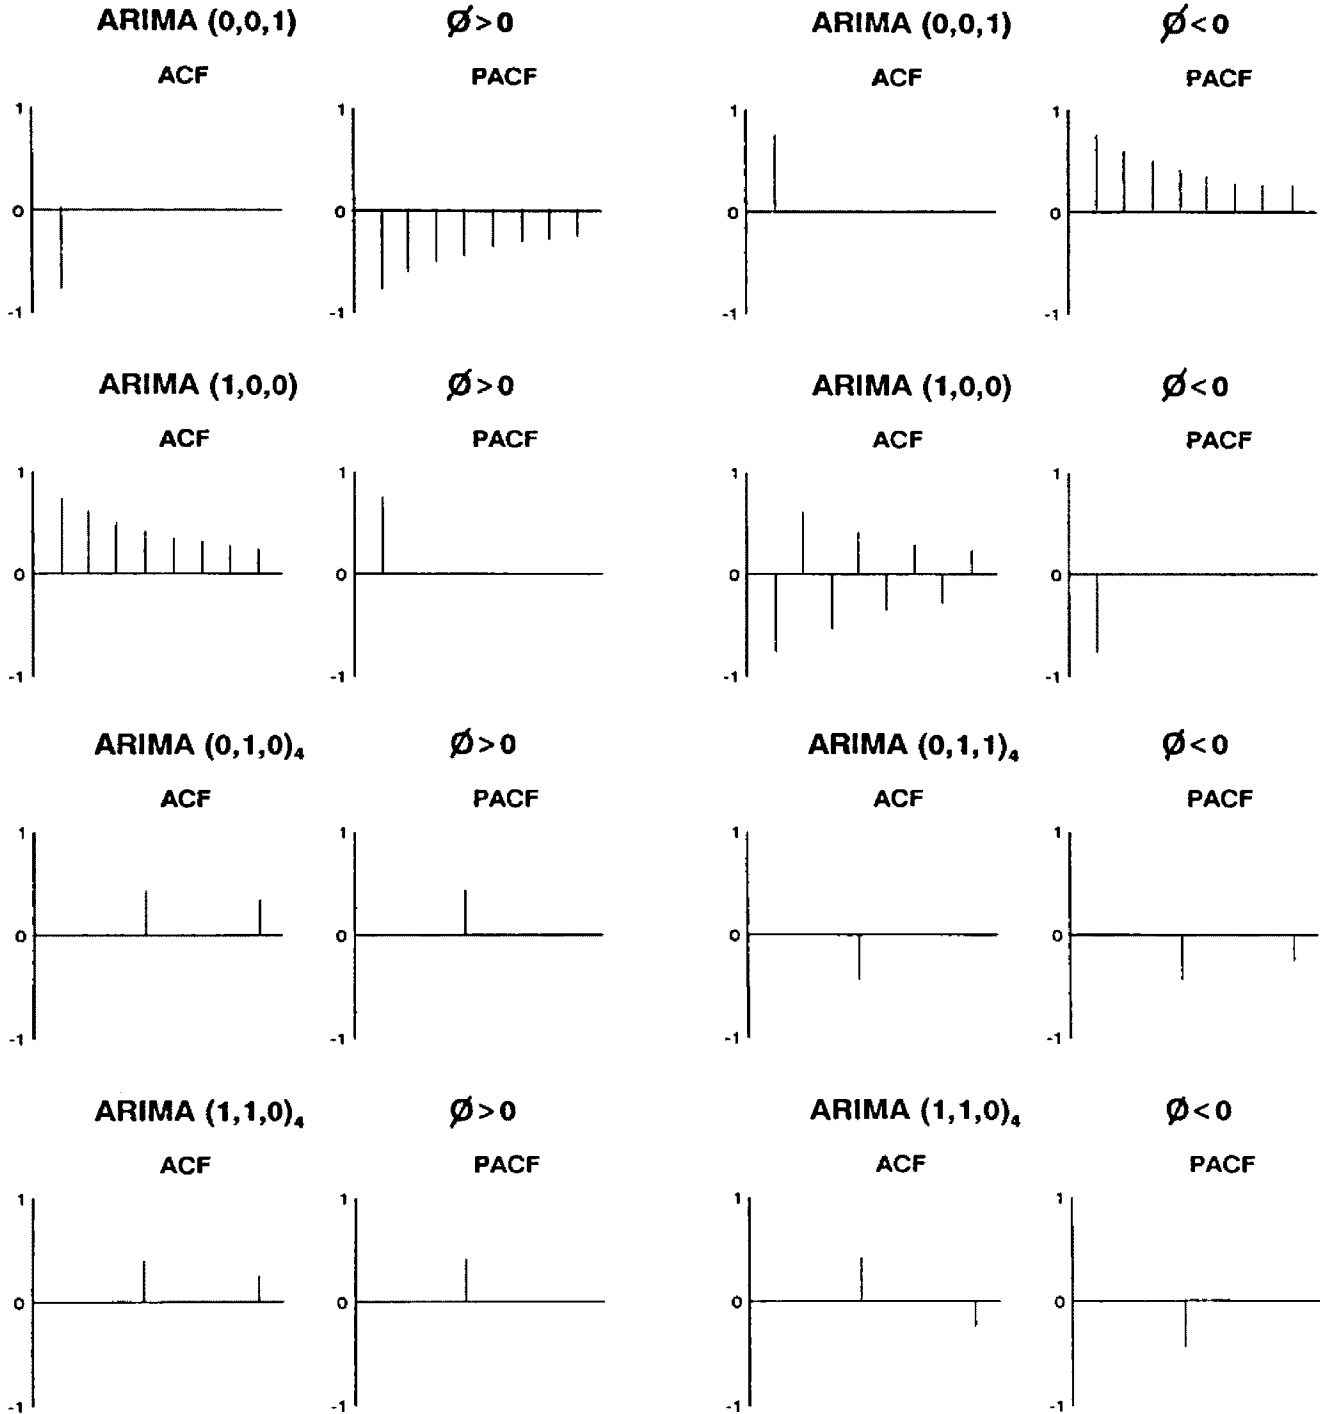 ARIMA (0,0,1) Ø>0 ARIMA (0,0,1) Ø<0
ACF PACF ACF PACF
1 1 1 1
0 0 0 0
-1 -1 -1 -1
ARIMA (1,0,0) Ø>0 ARIMA (1,0,0) Ø<0
ACF PACF ACF PACF
1 1 1 1
0 0 0 0
-1 -1 -1 -1
ARIMA (0,1,0)₄ Ø>0 ARIMA (0,1,1)₄ Ø<0
ACF PACF ACF PACF
1 1 1 1
0 0 0 0
-1 -1 -1 -1
ARIMA (1,1,0)₄ Ø>0 ARIMA (1,1,0)₄ Ø<0
ACF PACF ACF PACF
1 1 1 1
0 0 0 0
-1 -1 -1 -1